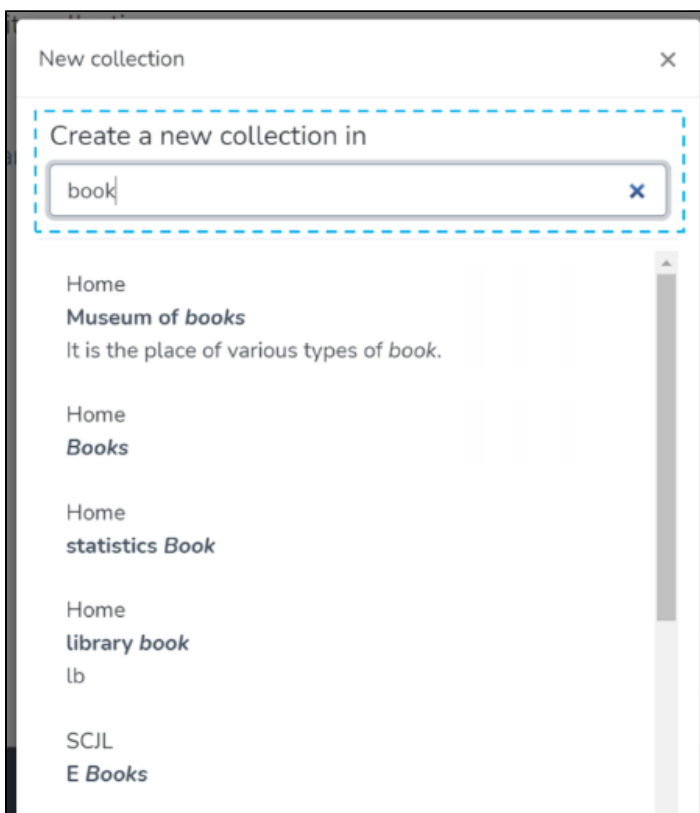 New collection
Create a new collection in
book
Home
Museum of books
It is the place of various types of book.
Home
Books
Home
statistics Book
Home
library book
lb
SCJL
E Books